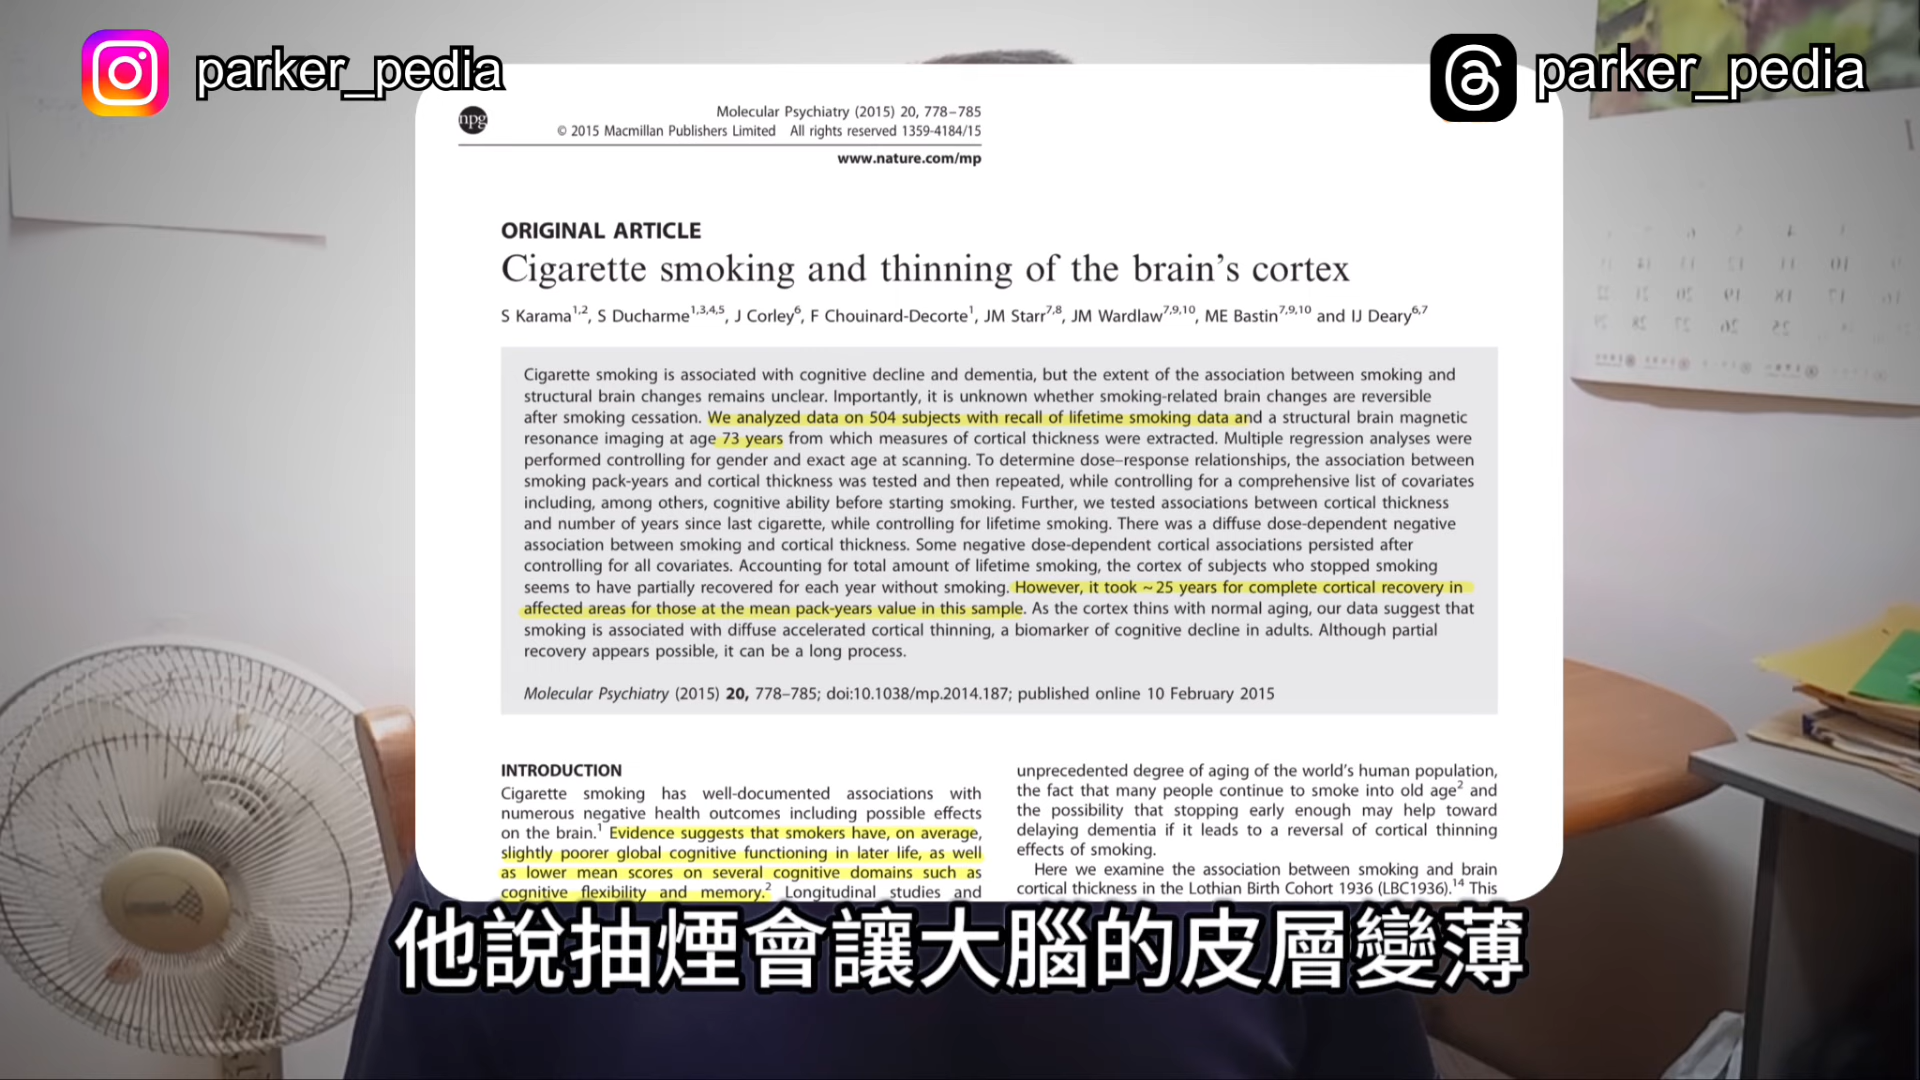 parker_pedia
parker_pedia
npg
Molecular Psychiatry (2015) 20, 778–785
© 2015 Macmillan Publishers Limited All rights reserved 1359-4184/15
www.nature.com/mp
ORIGINAL ARTICLE
Cigarette smoking and thinning of the brain's cortex
S Karama1,2, S Ducharme1,3,4,5, J Corley6, F Chouinard-Decorte1, JM Starr7,8, JM Wardlaw7,9,10, ME Bastin7,9,10 and IJ Deary6,7
Cigarette smoking is associated with cognitive decline and dementia, but the extent of the association between smoking and
structural brain changes remains unclear. Importantly, it is unknown whether smoking-related brain changes are reversible
after smoking cessation. We analyzed data on 504 subjects with recall of lifetime smoking data and a structural brain magnetic
resonance imaging at age 73 years from which measures of cortical thickness were extracted. Multiple regression analyses were
performed controlling for gender and exact age at scanning. To determine dose–response relationships, the association between
smoking pack-years and cortical thickness was tested and then repeated, while controlling for a comprehensive list of covariates
including, among others, cognitive ability before starting smoking. Further, we tested associations between cortical thickness
and number of years since last cigarette, while controlling for lifetime smoking. There was a diffuse dose-dependent negative
association between smoking and cortical thickness. Some negative dose-dependent cortical associations persisted after
controlling for all covariates. Accounting for total amount of lifetime smoking, the cortex of subjects who stopped smoking
seems to have partially recovered for each year without smoking. However, it took ~25 years for complete cortical recovery in
affected areas for those at the mean pack-years value in this sample. As the cortex thins with normal aging, our data suggest that
smoking is associated with diffuse accelerated cortical thinning, a biomarker of cognitive decline in adults. Although partial
recovery appears possible, it can be a long process.
Molecular Psychiatry (2015) 20, 778–785; doi:10.1038/mp.2014.187; published online 10 February 2015
INTRODUCTION
Cigarette smoking has well-documented associations with
numerous negative health outcomes including possible effects
on the brain.1 Evidence suggests that smokers have, on average,
slightly poorer global cognitive functioning in later life, as well
as lower mean scores on several cognitive domains such as
cognitive flexibility and memory.2 Longitudinal studies and
unprecedented degree of aging of the world's human population,
the fact that many people continue to smoke into old age2 and
the possibility that stopping early enough may help toward
delaying dementia if it leads to a reversal of cortical thinning
effects of smoking.
Here we examine the association between smoking and brain
cortical thickness in the Lothian Birth Cohort 1936 (LBC1936).14 This
他說抽煙會讓大腦的皮層變薄